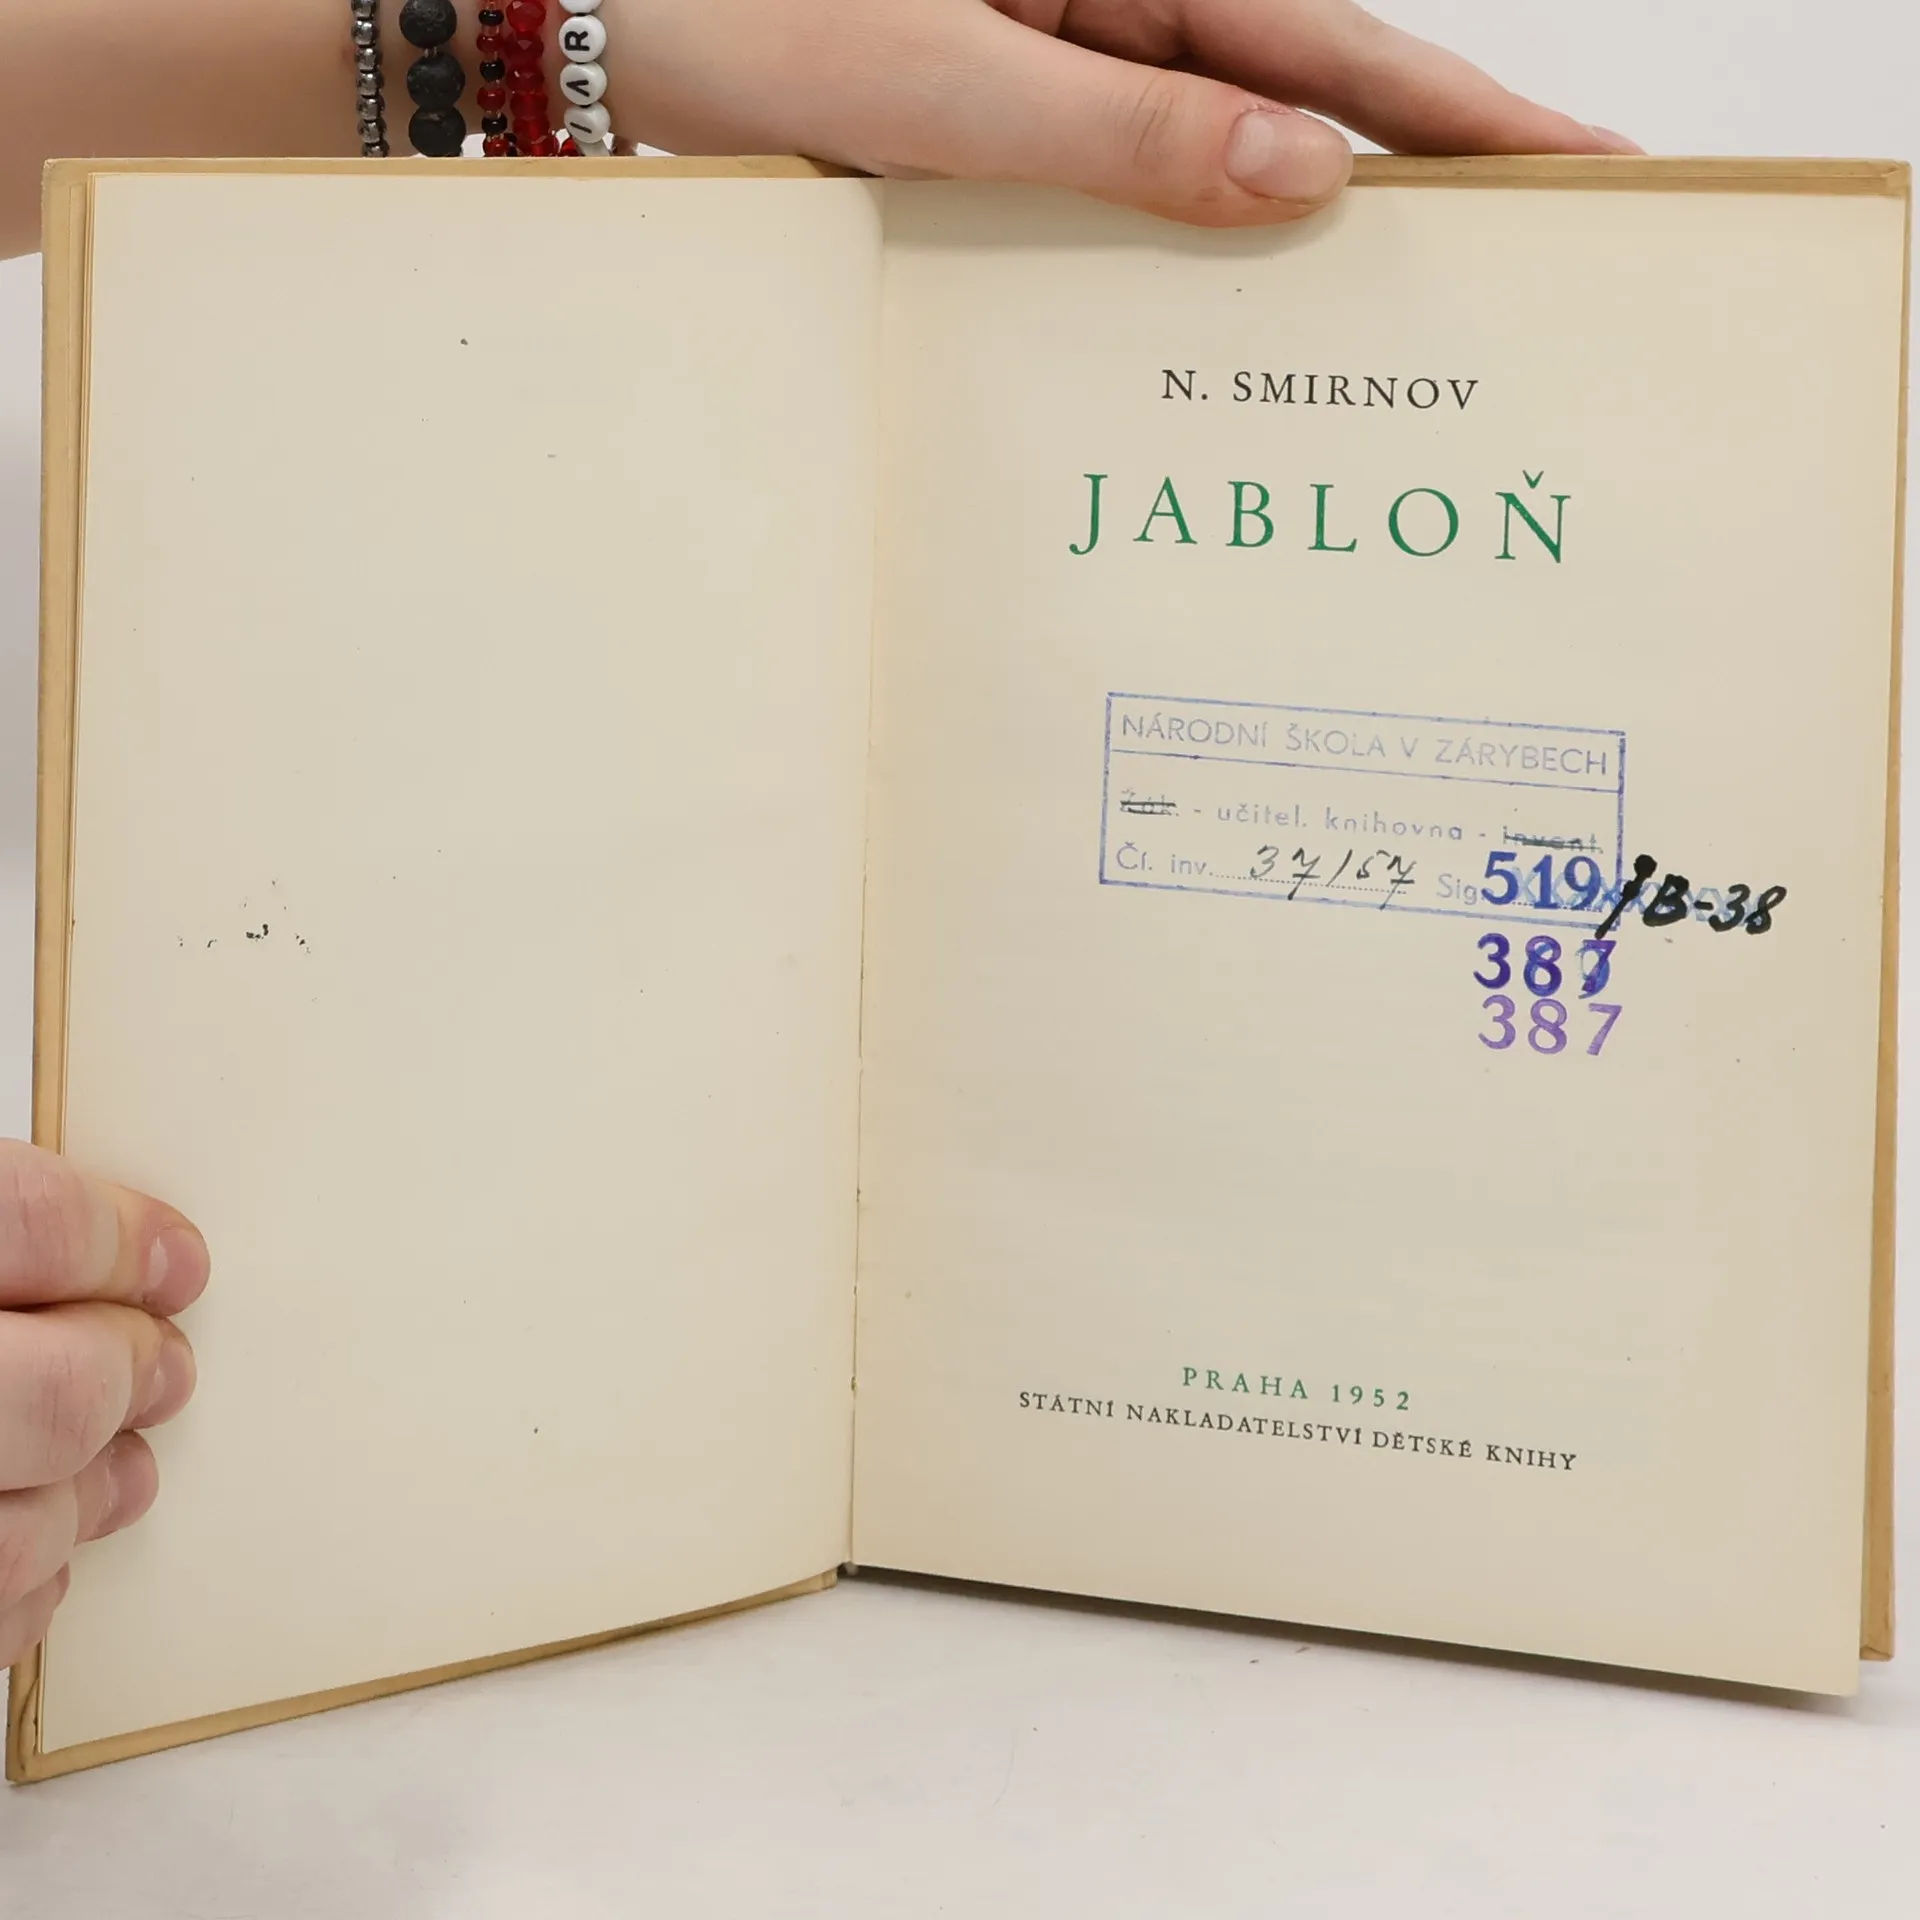 N. SMIRNOV
JABLOŇ
NÁRODNÍ ŠKOLA V ZÁRYBECH
Žák. - učitel. knihovna - invent.
Čí. inv. 37/57 Sig. 519 B-38
387
387
PRAHA 1952
STÁTNÍ NAKLADATELSTVÍ DĚTSKÉ KNIHY